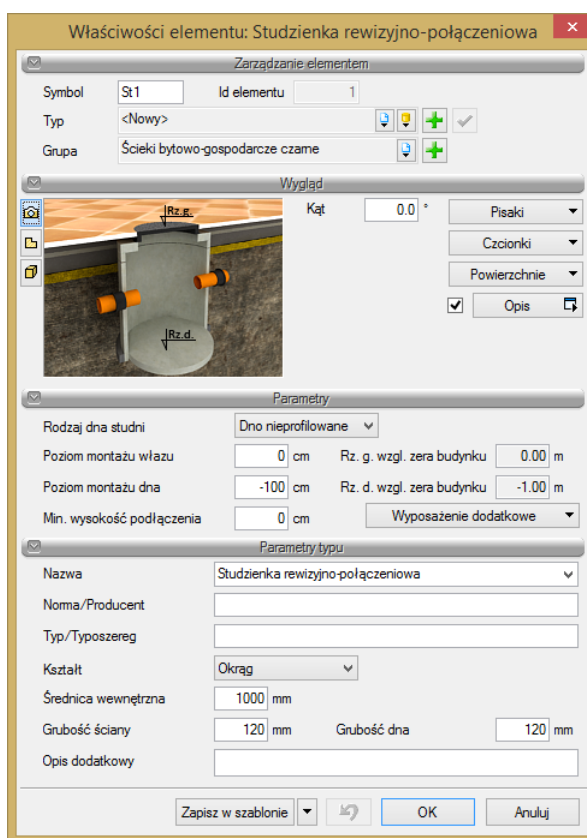 Właściwości elementu: Studzienka rewizyjno-połączeniowa
Zarządzanie elementem
Symbol St1 Id elementu 1
Typ <Nowy>
Grupa Ścieki bytowo-gospodarcze czarne
Wygląd
Rz.g. Kąt 0.0 ° Pisaki
Czcionki
Powierzchnie
Opis
Rz.d.
Parametry
Rodzaj dna studni Dno nieprofilowane
Poziom montażu włazu 0 cm Rz. g. wzgl. zera budynku 0.00 m
Poziom montażu dna -100 cm Rz. d. wzgl. zera budynku -1.00 m
Min. wysokość podłączenia 0 cm Wyposażenie dodatkowe
Parametry typu
Nazwa Studzienka rewizyjno-połączeniowa
Norma/Producent
Typ/Typoszereg
Kształt Okrąg
Średnica wewnętrzna 1000 mm
Grubość ściany 120 mm Grubość dna 120 mm
Opis dodatkowy
Zapisz w szablonie OK Anuluj